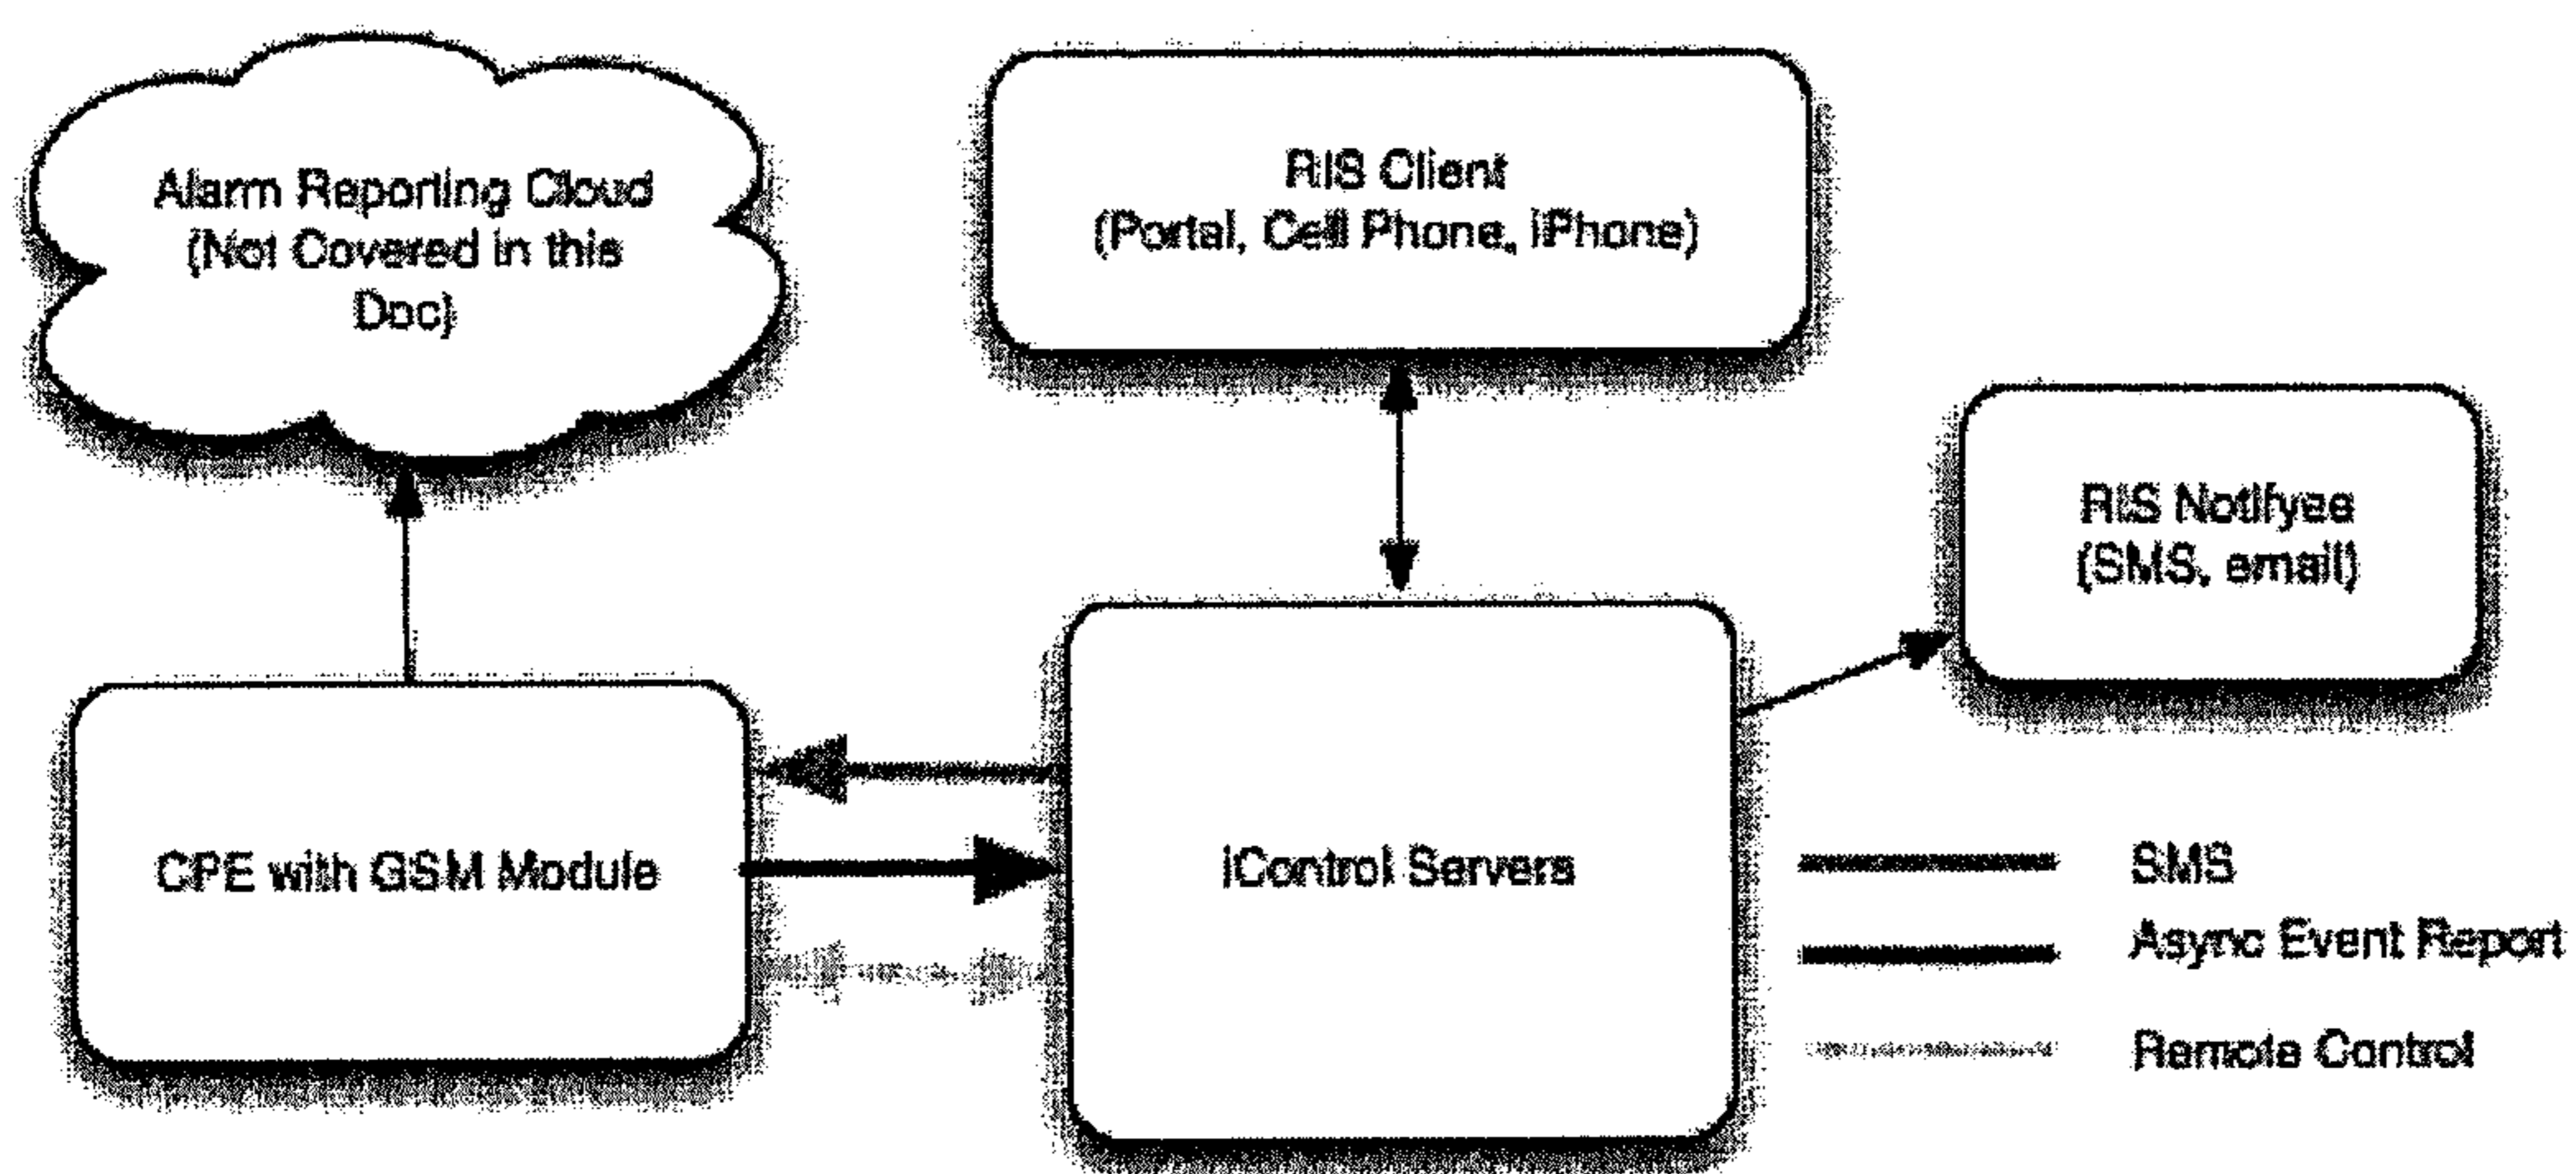 Alarm Reporting Cloud
(Not Covered in this
Doc)
RIS Client
(Portal, Cell Phone, iPhone)
RIS Notifyee
(SMS, email)
CPE with GSM Module
iControl Servers
SMS
Async Event Report
Remote Control